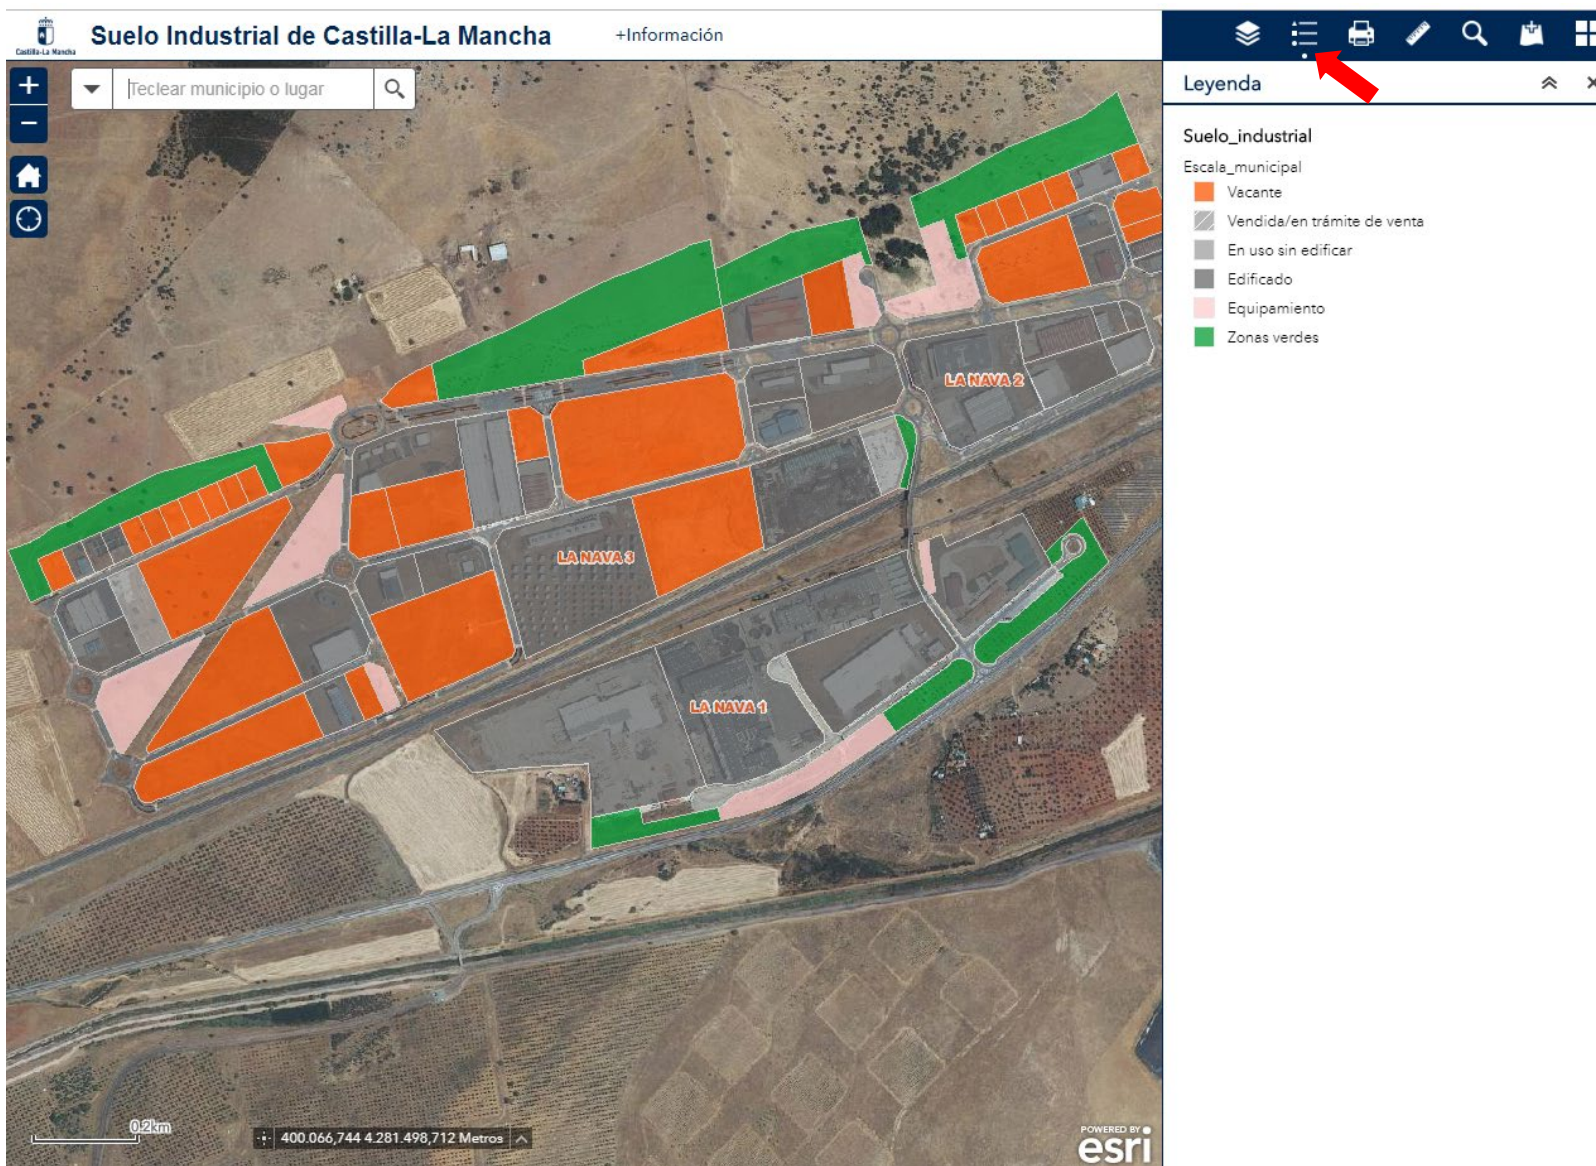 Castilla-La Mancha
Suelo Industrial de Castilla-La Mancha
+Información
Teclear municipio o lugar
Leyenda
Suelo_industrial
Escala_municipal
Vacante
Vendida/en trámite de venta
En uso sin edificar
Edificado
Equipamiento
Zonas verdes
LA NAVA 2
LA NAVA 3
LA NAVA 1
0.2km
400.066,744 4.281.498,712 Metros
POWERED BY
esri